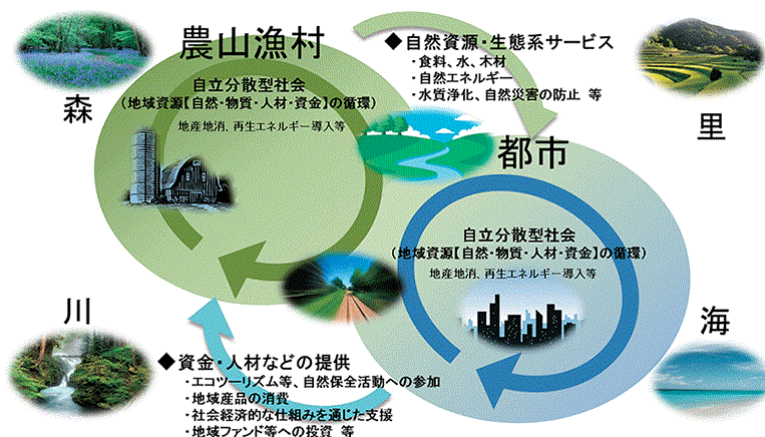 農山漁村
自立分散型社会
(地域資源【自然・物質・人材・資金】の循環)
地産地消、再生エネルギー導入等
森
◆自然資源・生態系サービス
・食料、水、木材
・自然エネルギー
・水質浄化、自然災害の防止 等
里
都市
自立分散型社会
(地域資源【自然・物質・人材・資金】の循環)
地産地消、再生エネルギー導入等
川
海
◆資金・人材などの提供
・エコツーリズム等、自然保全活動への参加
・地域産品の消費
・社会経済的な仕組みを通じた支援
・地域ファンド等への投資 等